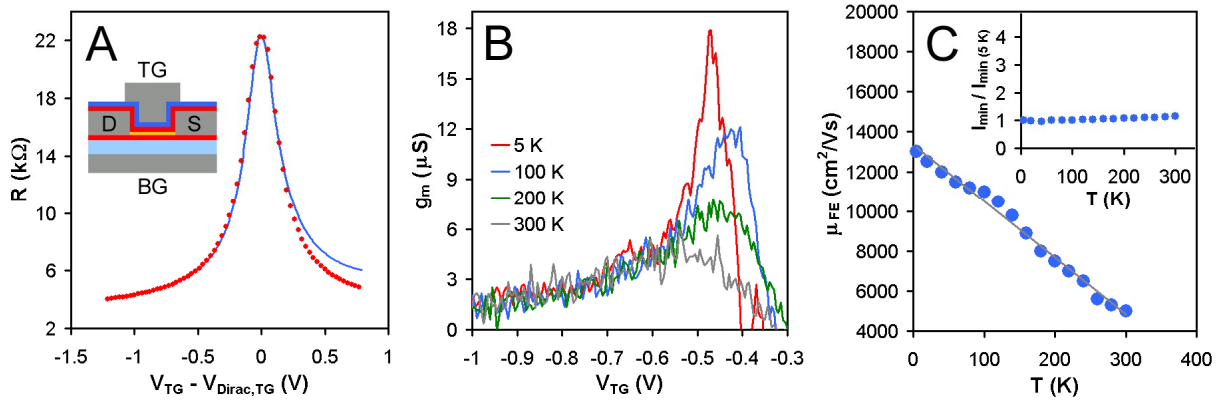 A
R (kΩ)
22
18
14
10
6
2
-1.5
-1
-0.5
0
0.5
1
V_TG - V_Dirac,TG (V)
TG
D
S
BG
B
g_m (μS)
18
15
12
9
6
3
0
-1
-0.9
-0.8
-0.7
-0.6
-0.5
-0.4
-0.3
V_TG (V)
5 K
100 K
200 K
300 K
C
μ_FE (cm²/Vs)
20000
18000
16000
14000
12000
10000
8000
6000
4000
0
100
200
300
400
T (K)
I_min / I_min (5 K)
4
3
2
1
0
0
100
200
300
T (K)